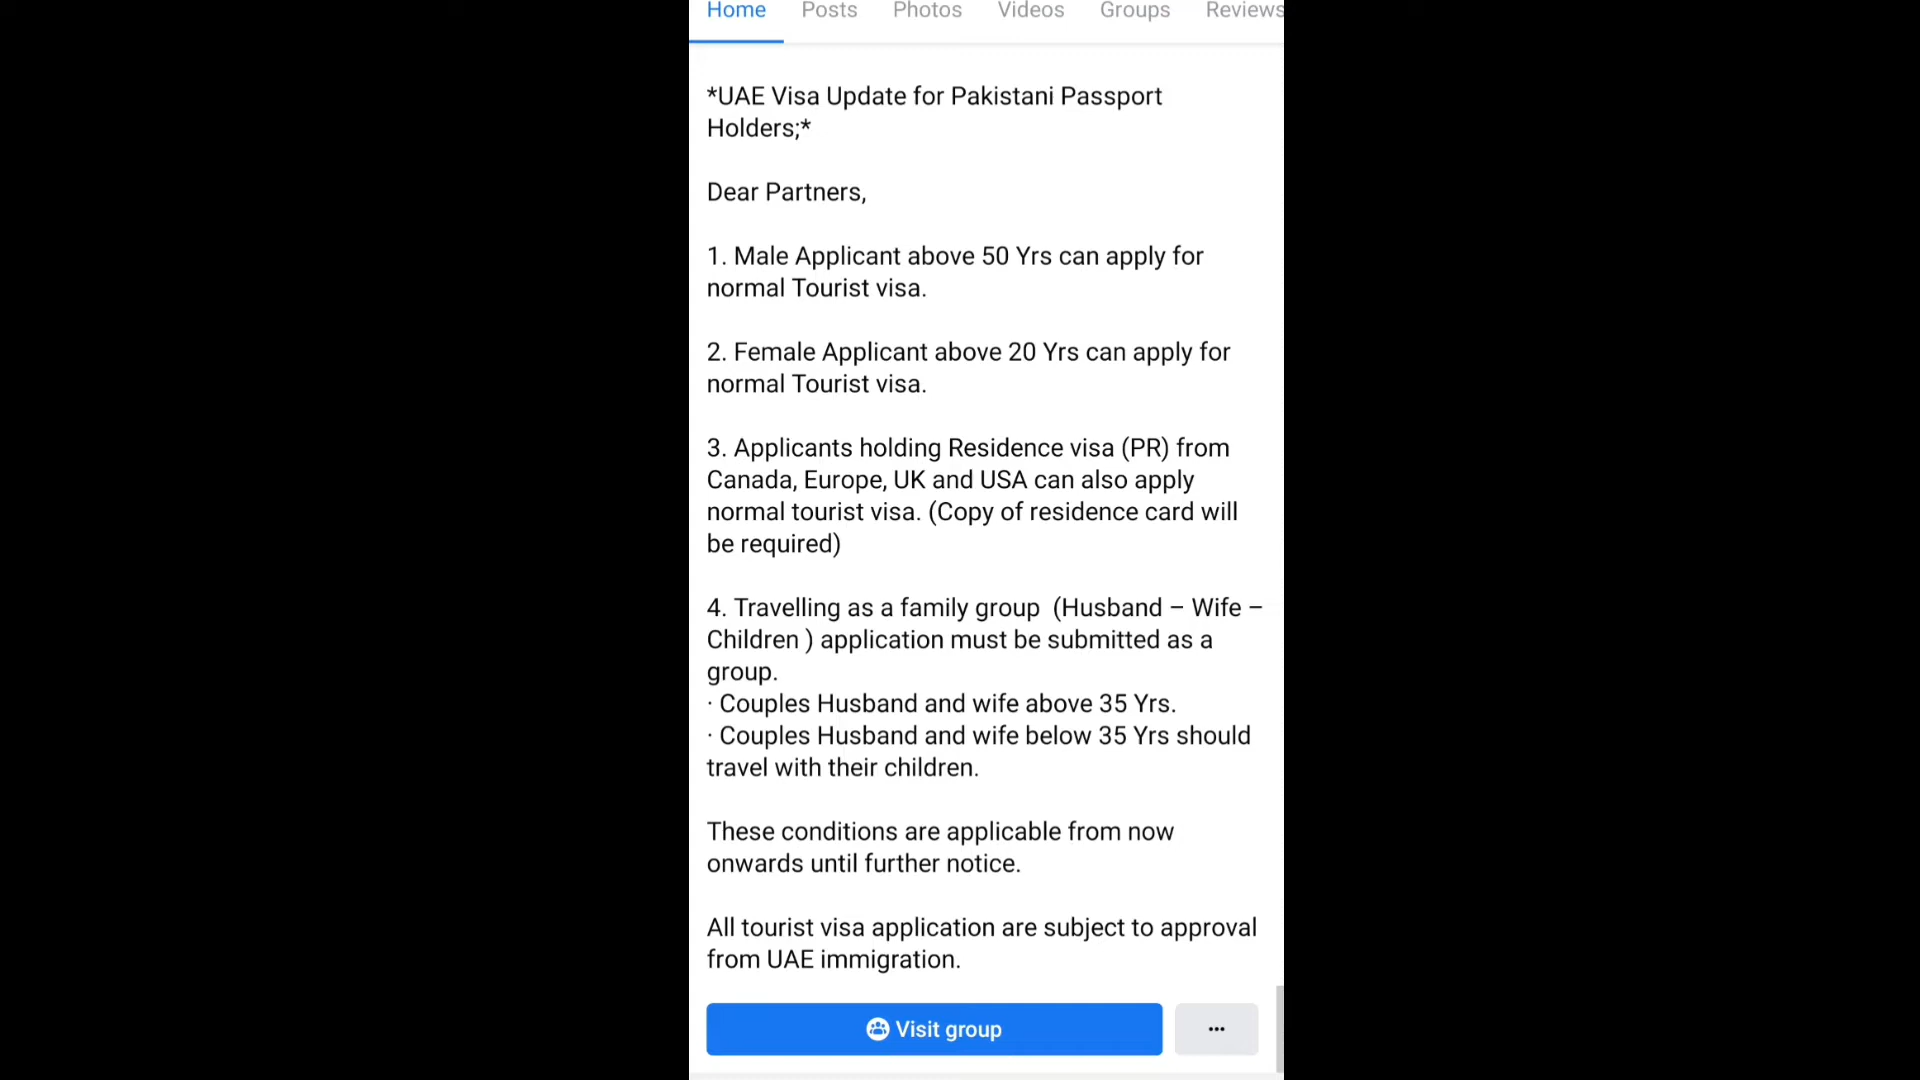 Home Posts Photos Videos Groups Reviews
*UAE Visa Update for Pakistani Passport
Holders;*
Dear Partners,
1. Male Applicant above 50 Yrs can apply for
normal Tourist visa.
2. Female Applicant above 20 Yrs can apply for
normal Tourist visa.
3. Applicants holding Residence visa (PR) from
Canada, Europe, UK and USA can also apply
normal tourist visa. (Copy of residence card will
be required)
4. Travelling as a family group  (Husband – Wife –
Children ) application must be submitted as a
group.
· Couples Husband and wife above 35 Yrs.
· Couples Husband and wife below 35 Yrs should
travel with their children.
These conditions are applicable from now
onwards until further notice.
All tourist visa application are subject to approval
from UAE immigration.
Visit group